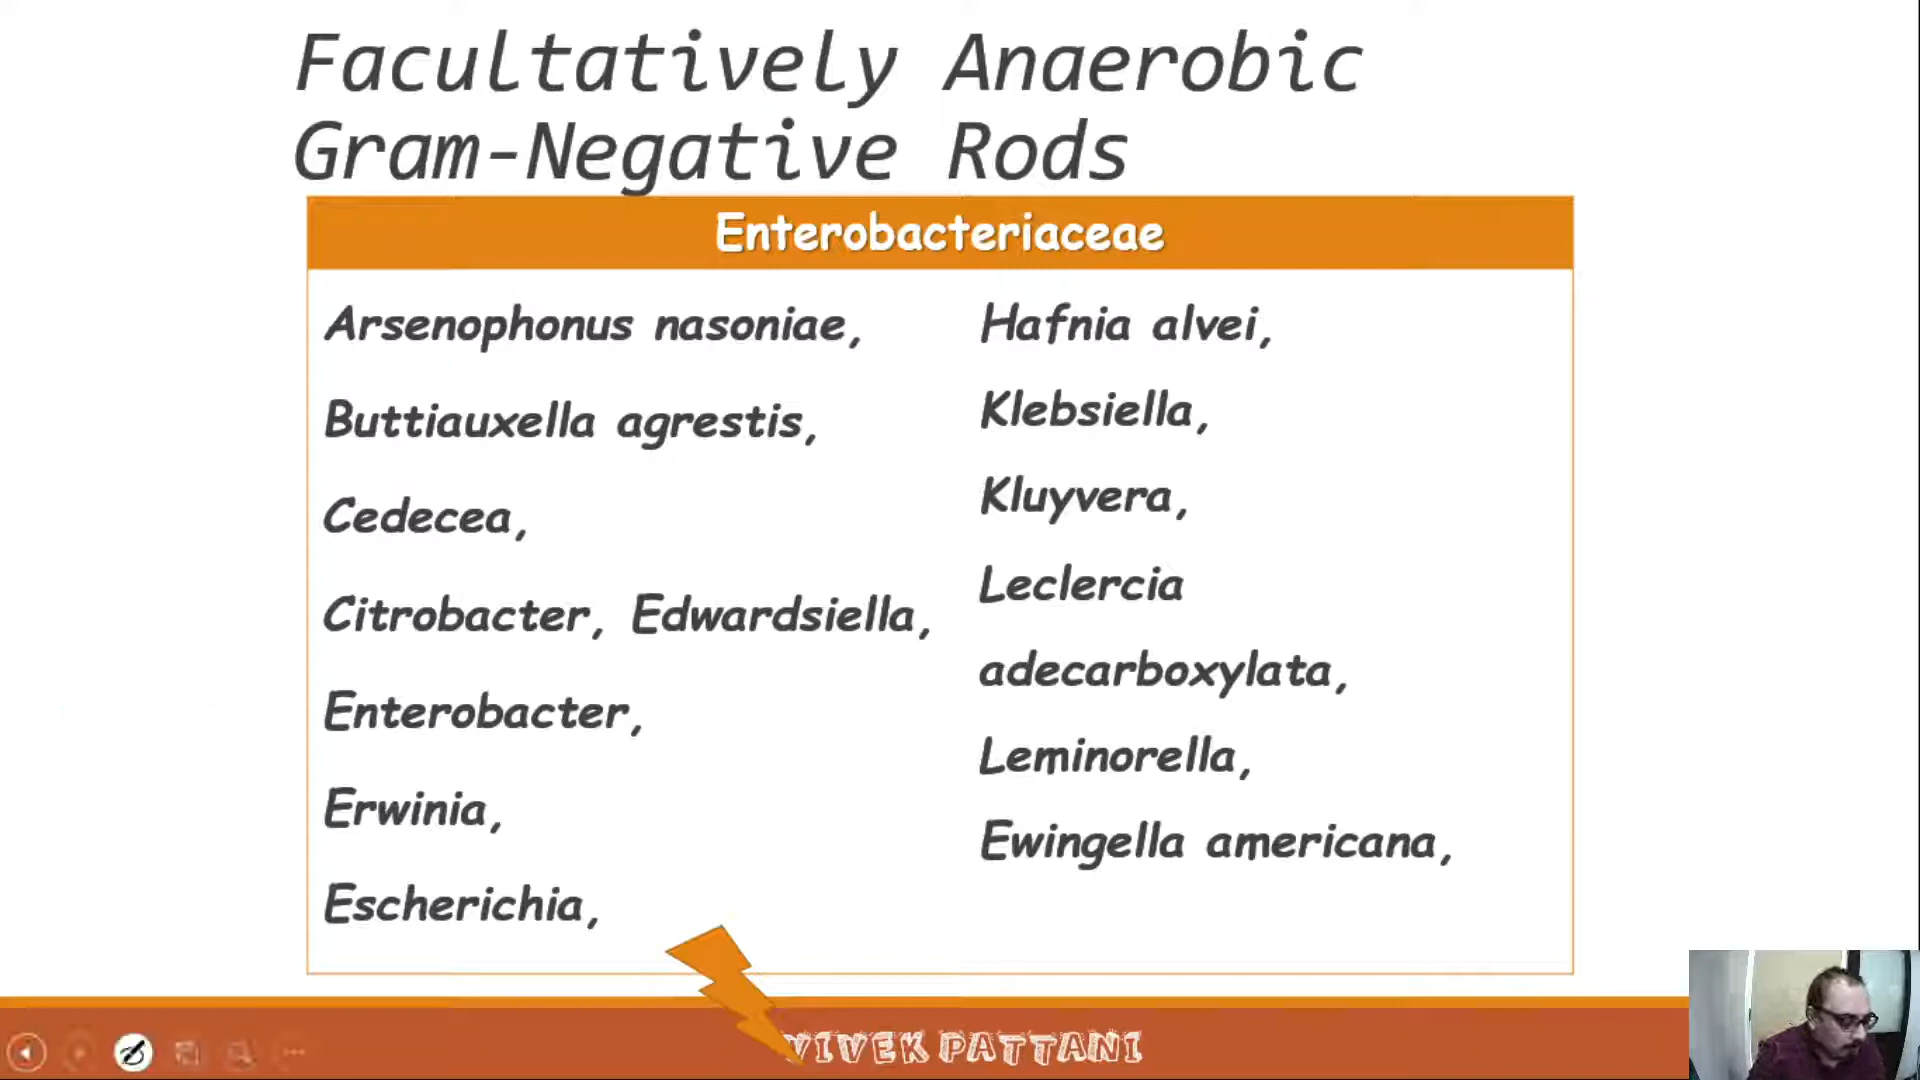 Facultatively Anaerobic
Gram-Negative Rods
Enterobacteriaceae
Arsenophonus nasoniae,
Buttiauxella agrestis,
Cedecea,
Citrobacter, Edwardsiella,
Enterobacter,
Erwinia,
Escherichia,
Hafnia alvei,
Klebsiella,
Kluyvera,
Leclercia
adecarboxylata,
Leminorella,
Ewingella americana,
VIVEK PATTANI